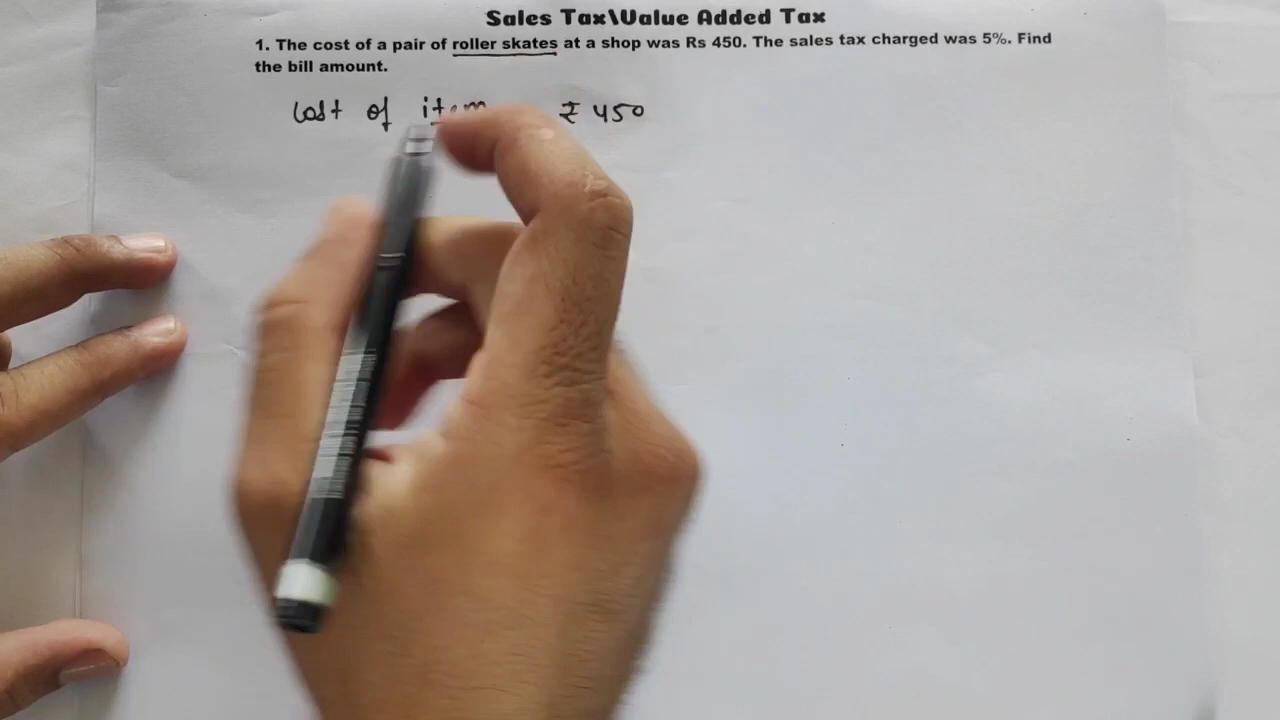 Sales Tax\Value Added Tax
1. The cost of a pair of roller skates at a shop was Rs 450. The sales tax charged was 5%. Find
the bill amount.
Cost of item ₹ 450